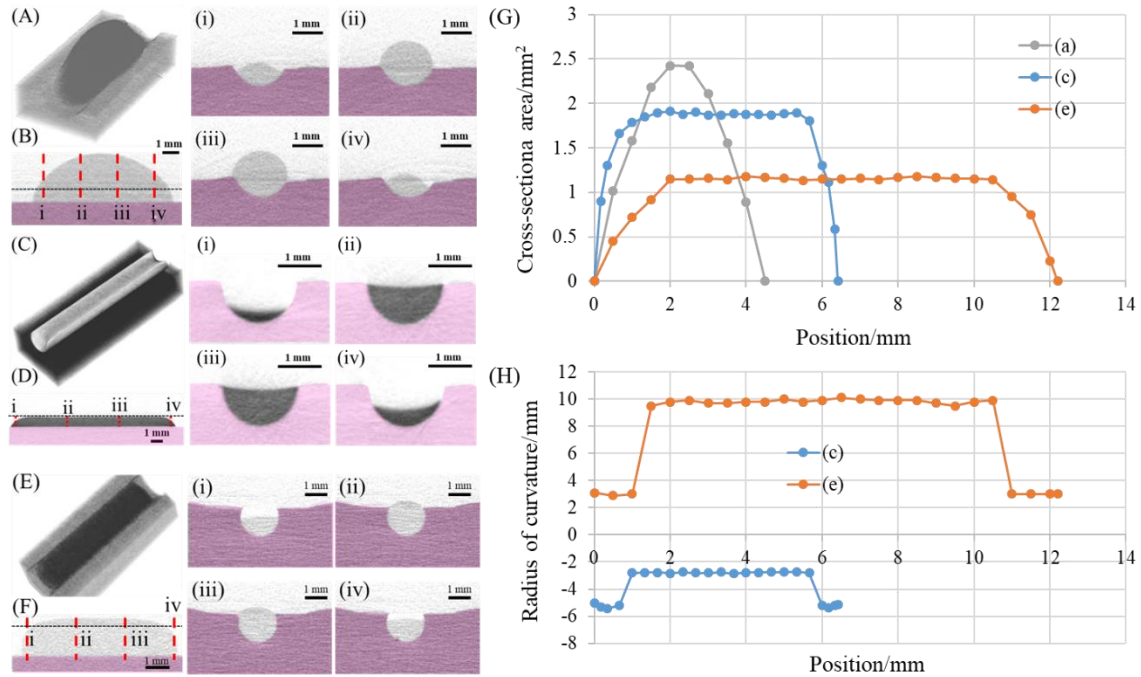 (A)
(i)
1 mm
(ii)
1 mm
(B)
1 mm
i
ii
iii
iv
(iii)
1 mm
(iv)
1 mm
(C)
(i)
1 mm
(ii)
1 mm
(D)
i
ii
iii
iv
1 mm
(iii)
1 mm
(iv)
1 mm
(E)
(i)
1 mm
(ii)
1 mm
(F)
iv
i
ii
iii
1 mm
(iii)
1 mm
(iv)
1 mm
(G)
Cross-sectiona area/mm²
3
2.5
2
1.5
1
0.5
0
(a)
(c)
(e)
0 2 4 6 8 10 12 14
Position/mm
(H)
Radius of curvature/mm
12
10
8
6
4
2
0
-2
-4
-6
-8
(c)
(e)
0 2 4 6 8 10 12 14
Position/mm